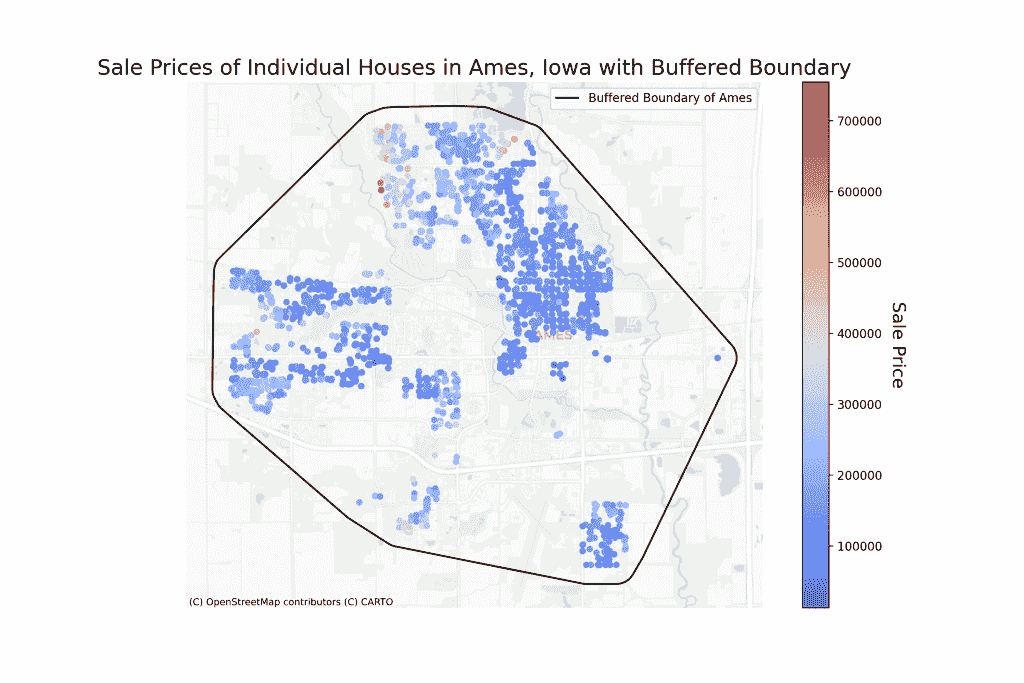 Sale Prices of Individual Houses in Ames, Iowa with Buffered Boundary
Buffered Boundary of Ames
700000
600000
500000
400000
300000
200000
100000
Sale Price
AMES
(C) OpenStreetMap contributors (C) CARTO